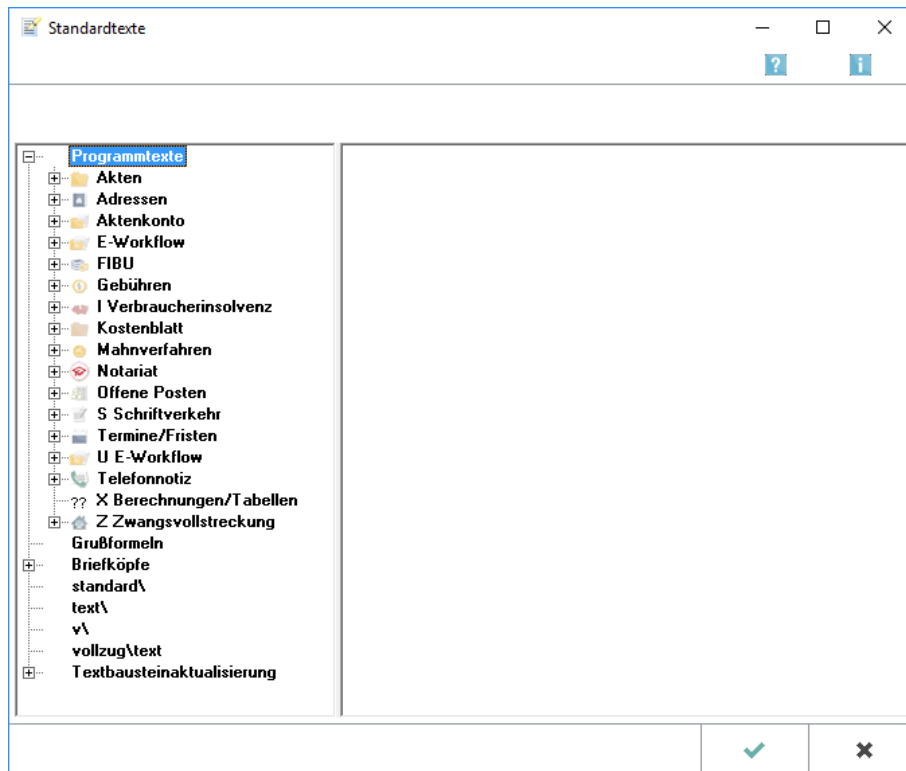 Standardtexte
?
i
Programmtexte
Akten
Adressen
Aktenkonto
E-Workflow
FIBU
Gebühren
I Verbraucherinsolvenz
Kostenblatt
Mahnverfahren
Notariat
Offene Posten
S Schriftverkehr
Termine/Fristen
U E-Workflow
Telefonnotiz
?? X Berechnungen/Tabellen
Z Zwangsvollstreckung
Grußformeln
Briefköpfe
standard\
text\
v\
vollzug\text
Textbausteinaktualisierung